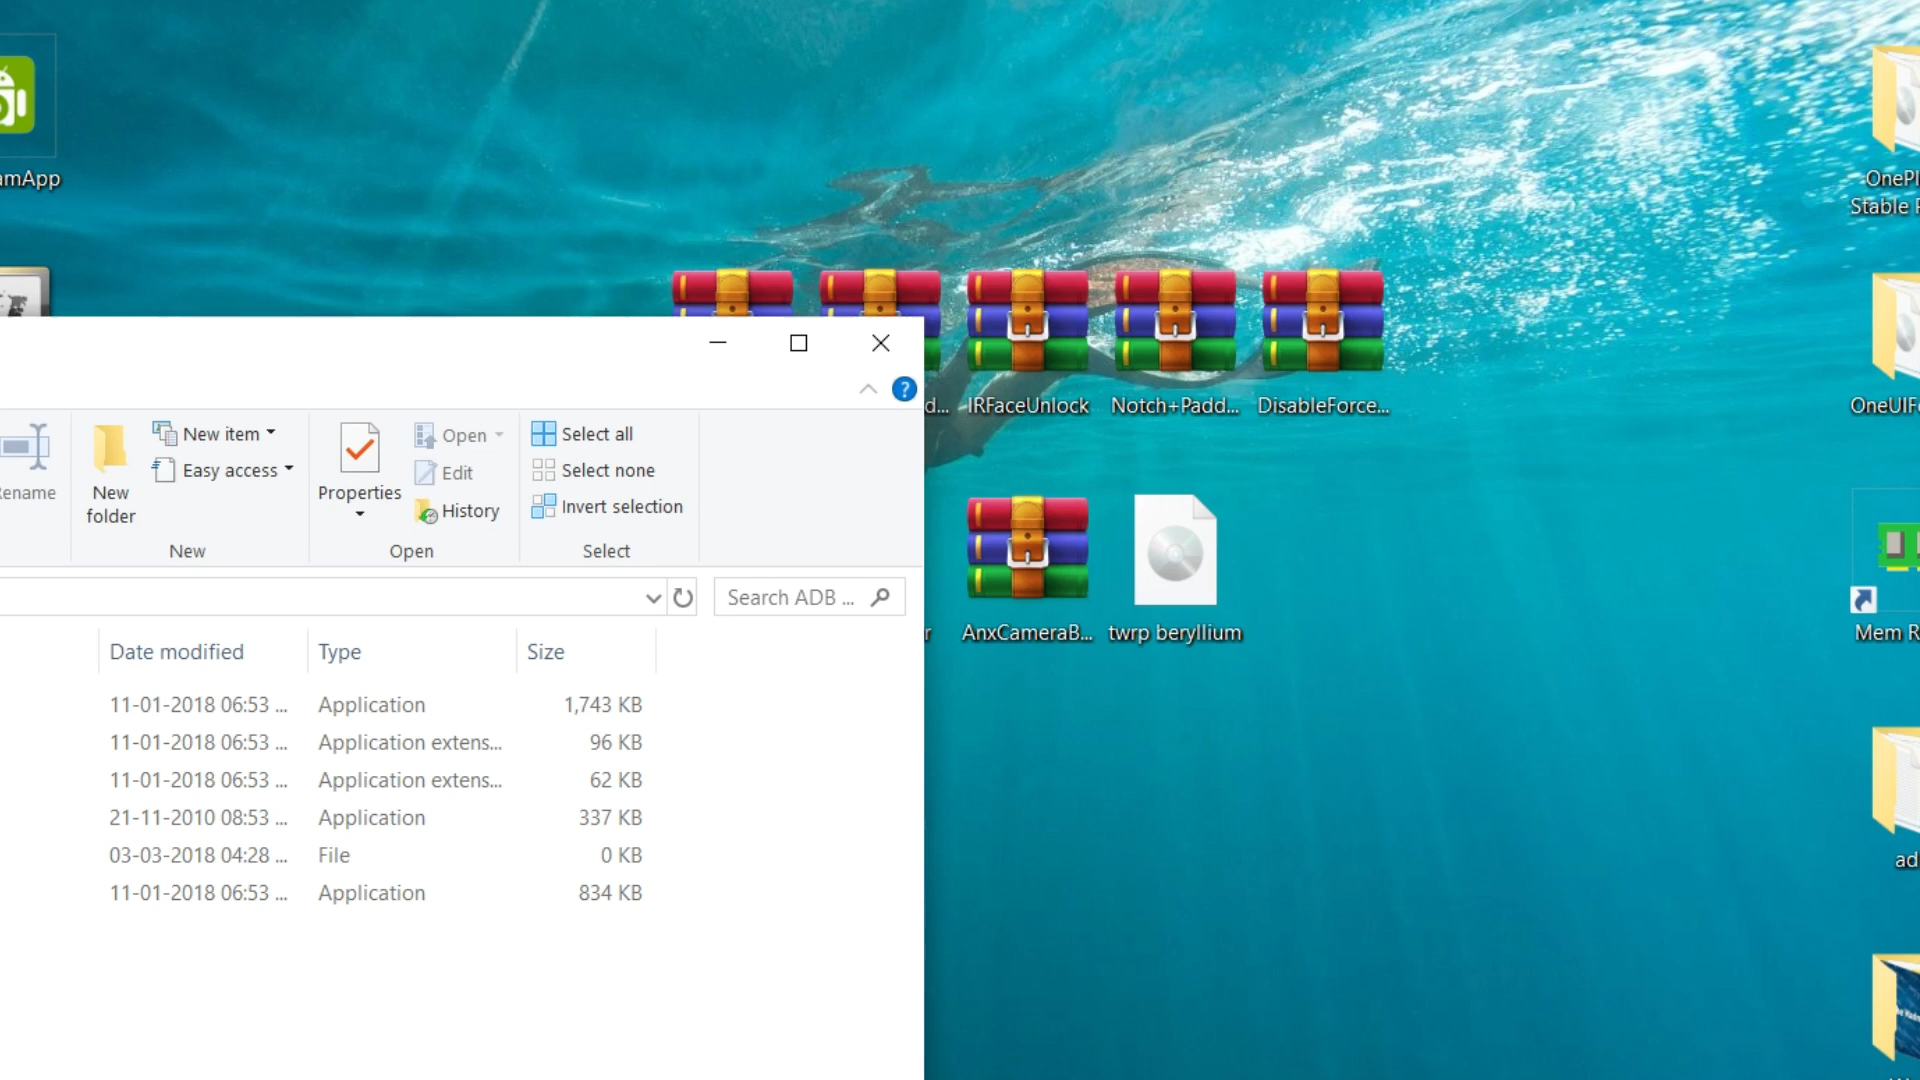 amApp
OnePl
Stable F
d...
IRFaceUnlock
Notch+Padd...
DisableForce...
OneUIFu
?
ename
New
folder
New item
Easy access
New
Properties
Open
Edit
History
Open
Select all
Select none
Invert selection
Select
Search ADB ...
r
AnxCameraB...
twrp beryllium
Mem R
Date modified
Type
Size
11-01-2018 06:53 ...
Application
1,743 KB
11-01-2018 06:53 ...
Application extens...
96 KB
11-01-2018 06:53 ...
Application extens...
62 KB
21-11-2010 08:53 ...
Application
337 KB
03-03-2018 04:28 ...
File
0 KB
11-01-2018 06:53 ...
Application
834 KB
ad